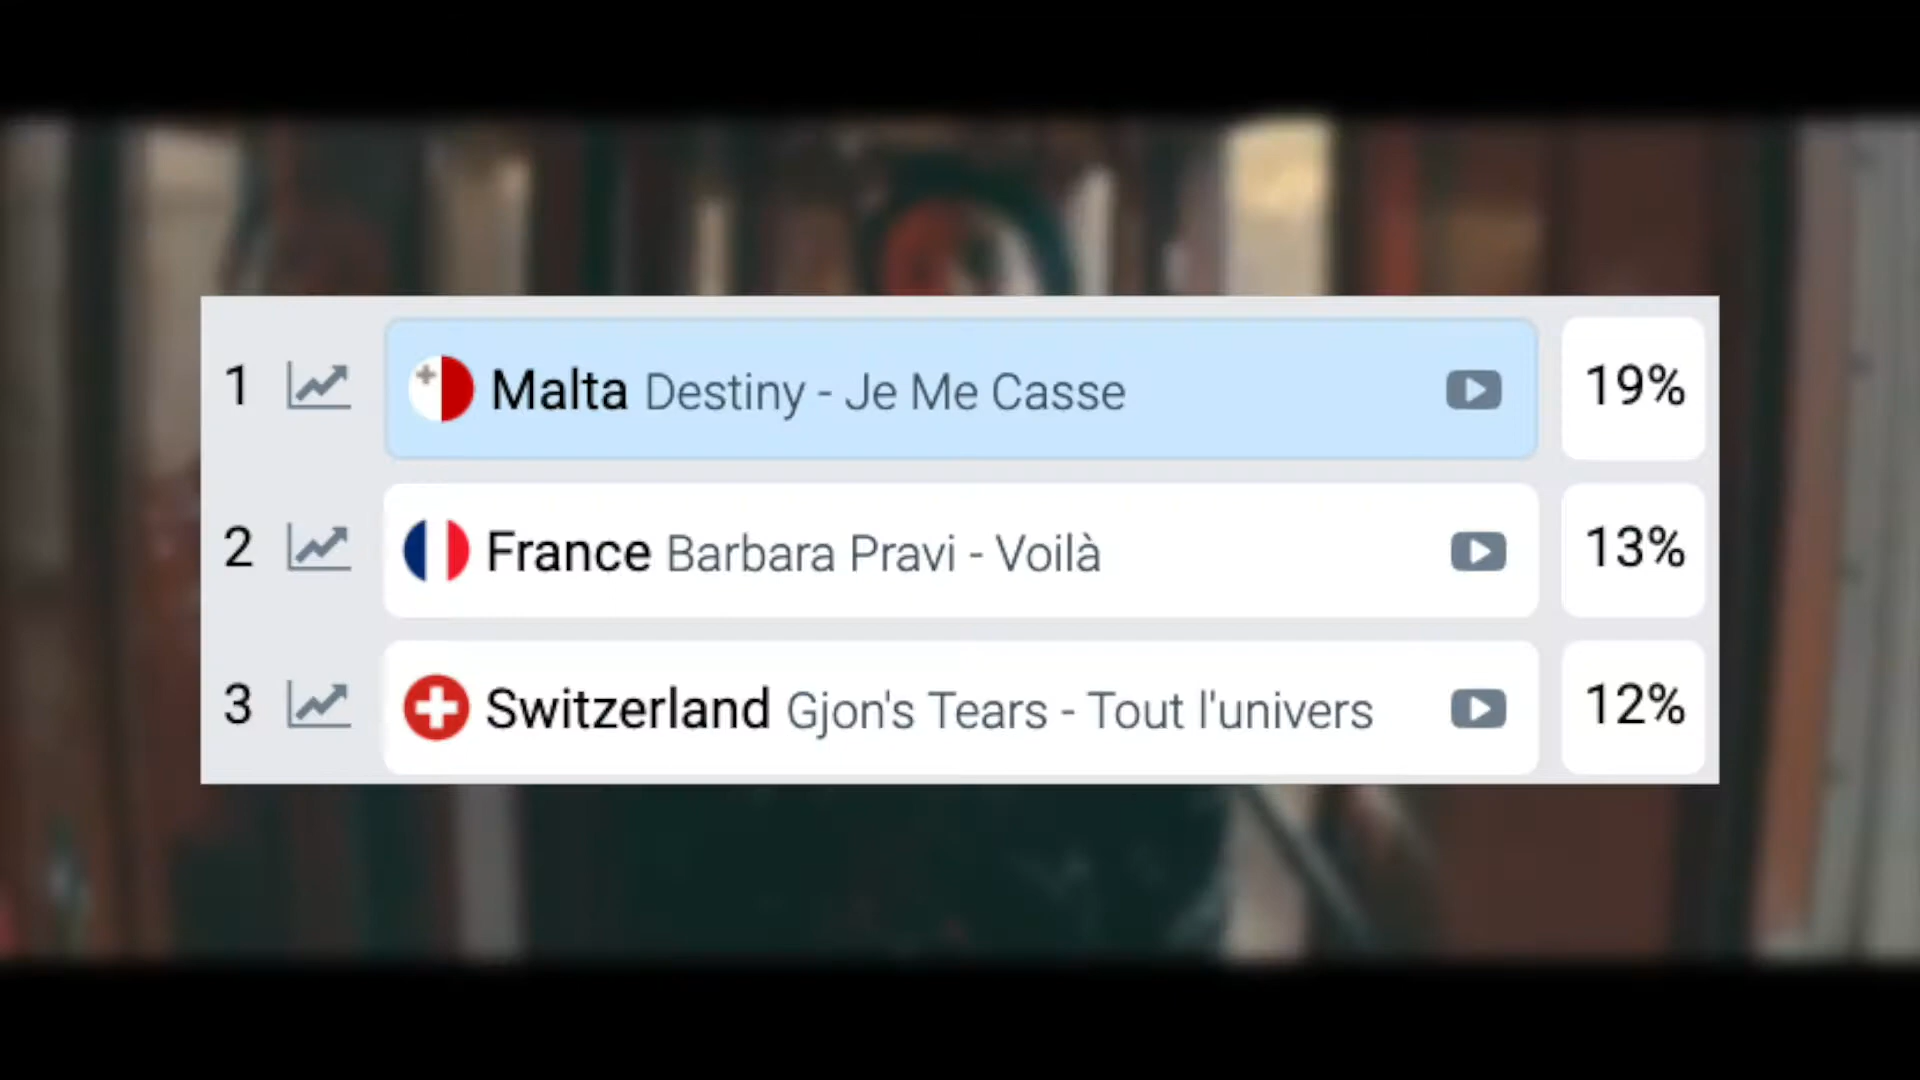 1 Malta Destiny - Je Me Casse 19%
2 France Barbara Pravi - Voilà 13%
3 Switzerland Gjon's Tears - Tout l'univers 12%